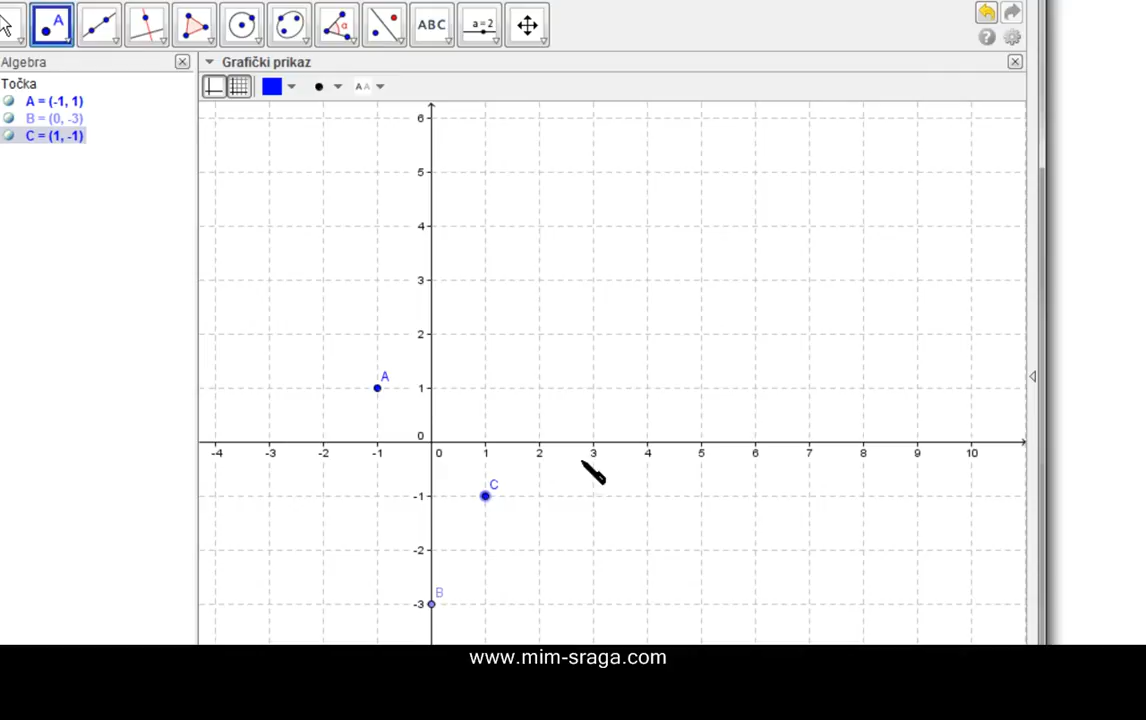 A
α
ABC
a=2
Algebra
Grafički prikaz
Točka
A = (-1, 1)
B = (0, -3)
C = (1, -1)
A A
6
5
4
3
2
A
1
0
-4 -3 -2 -1 0 1 2 3 4 5 6 7 8 9 10
C
-1
-2
B
-3
www.mim-sraga.com